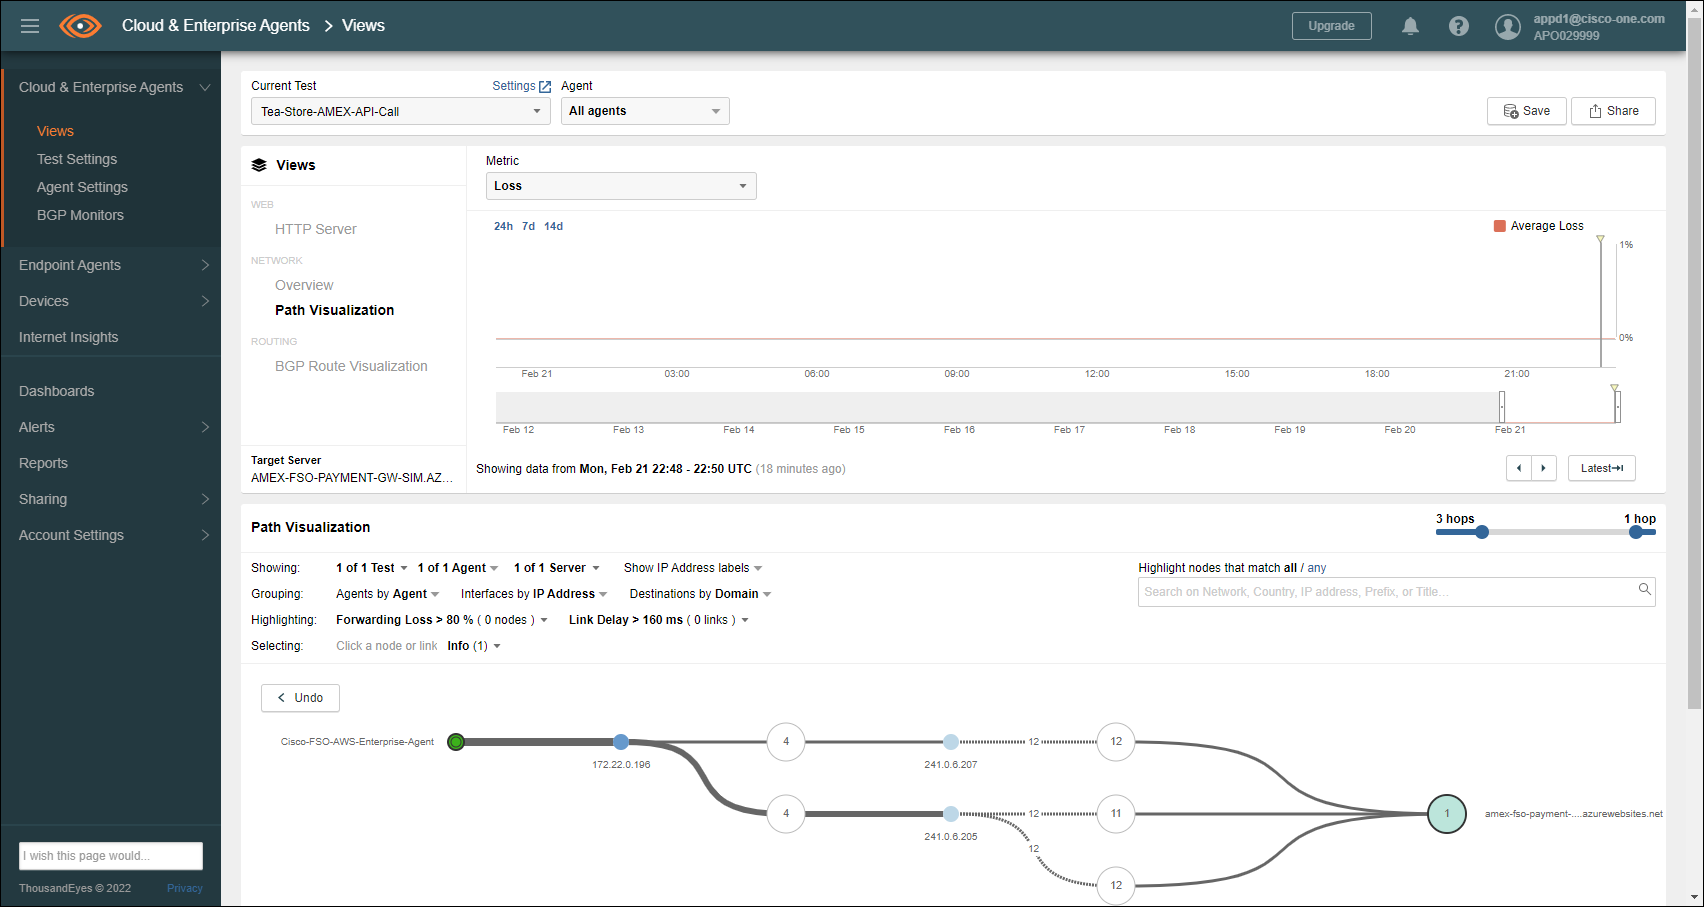 Cloud & Enterprise Agents > Views
Upgrade
appd1@cisco-one.com
APO029999
Cloud & Enterprise Agents
Views
Test Settings
Agent Settings
BGP Monitors
Endpoint Agents
Devices
Internet Insights
Dashboards
Alerts
Reports
Sharing
Account Settings
I wish this page would...
ThousandEyes © 2022 Privacy
Current Test Settings Agent
Tea-Store-AMEX-API-Call All agents
Save Share
Views
WEB
HTTP Server
NETWORK
Overview
Path Visualization
ROUTING
BGP Route Visualization
Target Server
AMEX-FSO-PAYMENT-GW-SIM.AZ...
Metric
Loss
24h 7d 14d
Average Loss
1%
0%
Feb 21 03:00 06:00 09:00 12:00 15:00 18:00 21:00
Feb 12 Feb 13 Feb 14 Feb 15 Feb 16 Feb 17 Feb 18 Feb 19 Feb 20 Feb 21
Showing data from Mon, Feb 21 22:48 - 22:50 UTC (18 minutes ago)
Latest
Path Visualization
3 hops 1 hop
Showing: 1 of 1 Test 1 of 1 Agent 1 of 1 Server Show IP Address labels
Grouping: Agents by Agent Interfaces by IP Address Destinations by Domain
Highlighting: Forwarding Loss > 80 % ( 0 nodes ) Link Delay > 160 ms ( 0 links )
Selecting: Click a node or link Info (1)
Highlight nodes that match all / any
Search on Network, Country, IP address, Prefix, or Title...
Undo
Cisco-FSO-AWS-Enterprise-Agent
172.22.0.196
4
241.0.6.207
12
12
4
241.0.6.205
12
11
12
12
1
amex-fso-payment-....azurewebsites.net